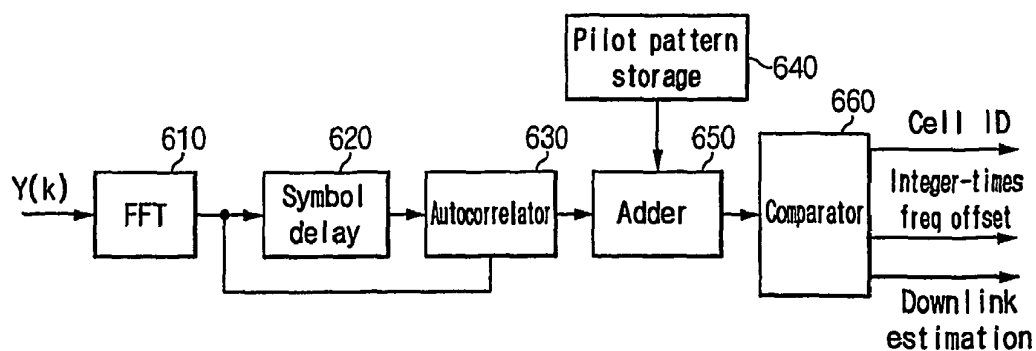 Pilot pattern
storage
640
610
620
630
650
660
Cell ID
Y(k)
FFT
Symbol
delay
Autocorrelator
Adder
Comparator
Integer-times
freq offset
Downlink
estimation